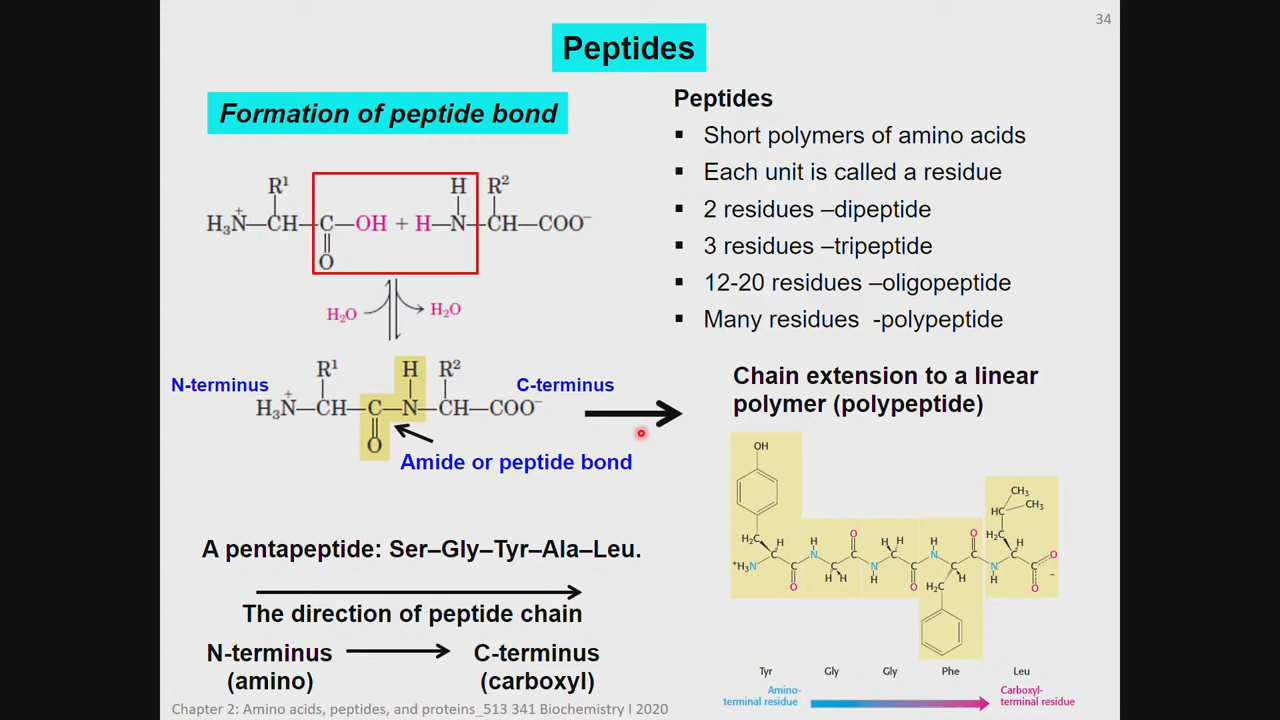 34
Peptides
Formation of peptide bond
R¹ H R²
H₃N⁺—CH—C—OH + H—N—CH—COO⁻
O
H₂O H₂O
R¹ H R²
N-terminus C-terminus
H₃N⁺—CH—C—N—CH—COO⁻
O
Amide or peptide bond
A pentapeptide: Ser–Gly–Tyr–Ala–Leu.
The direction of peptide chain
N-terminus C-terminus
(amino) (carboxyl)
Peptides
▪ Short polymers of amino acids
▪ Each unit is called a residue
▪ 2 residues –dipeptide
▪ 3 residues –tripeptide
▪ 12-20 residues –oligopeptide
▪ Many residues -polypeptide
Chain extension to a linear
polymer (polypeptide)
OH
CH₃
HC CH₃
H₂C H₂C
H H O H H H O H
⁺H₃N N N N N O
O H H H O H O H O ⁻
H₂C
Tyr Gly Gly Phe Leu
Amino-
terminal residue
Carboxyl-
terminal residue
Chapter 2: Amino acids, peptides, and proteins_513 341 Biochemistry I 2020